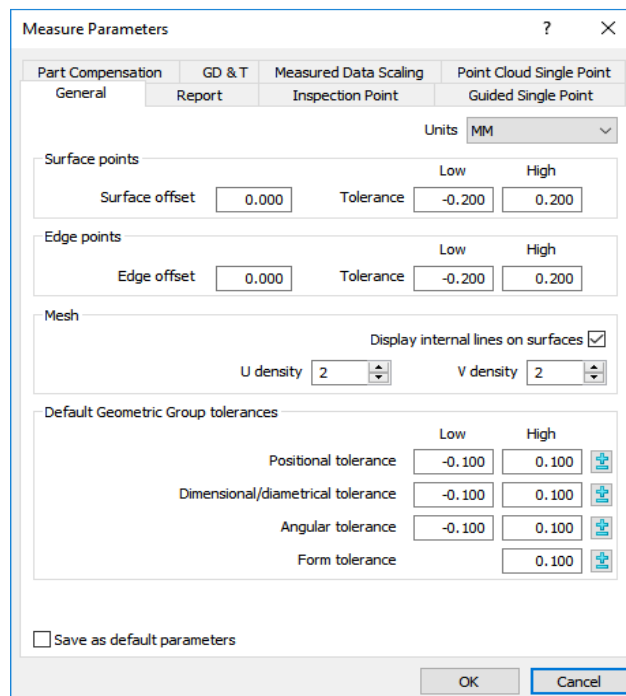 Measure Parameters ?
Part Compensation GD & T Measured Data Scaling Point Cloud Single Point
General Report Inspection Point Guided Single Point
Units MM
Surface points
Low High
Surface offset 0.000 Tolerance -0.200 0.200
Edge points
Low High
Edge offset 0.000 Tolerance -0.200 0.200
Mesh
Display internal lines on surfaces
U density 2 V density 2
Default Geometric Group tolerances
Low High
Positional tolerance -0.100 0.100
Dimensional/diametrical tolerance -0.100 0.100
Angular tolerance -0.100 0.100
Form tolerance 0.100
Save as default parameters
OK Cancel